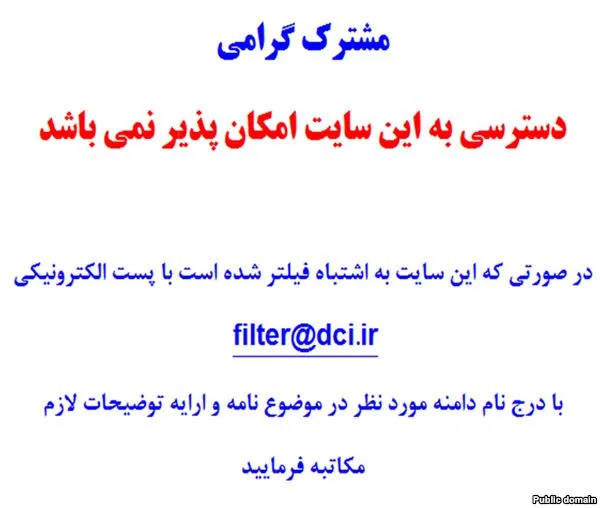 مشترک گرامی
دسترسی به این سایت امکان پذیر نمی باشد
در صورتی که این سایت به اشتباه فیلتر شده است با پست الکترونیکی
filter@dci.ir
با درج نام دامنه مورد نظر در موضوع نامه و ارایه توضیحات لازم
مکاتبه فرمایید
Public domain